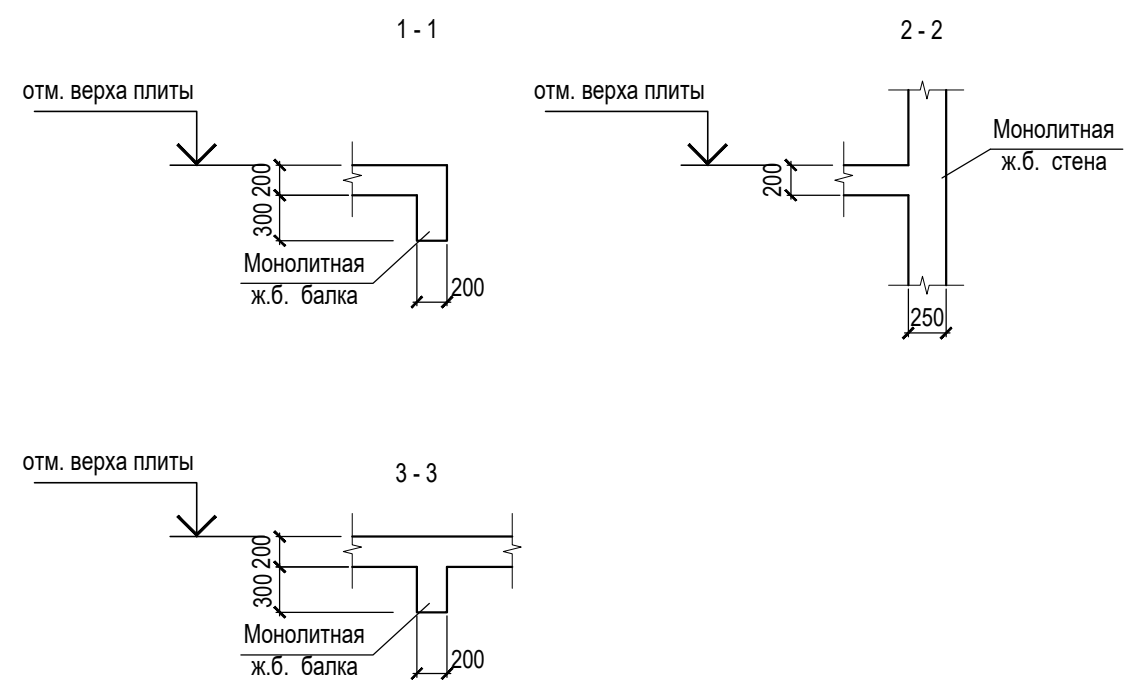 1 - 1
отм. верха плиты
200
300
Монолитная
ж.б. балка
200
2 - 2
отм. верха плиты
200
Монолитная
ж.б. стена
250
3 - 3
отм. верха плиты
200
300
Монолитная
ж.б. балка
200